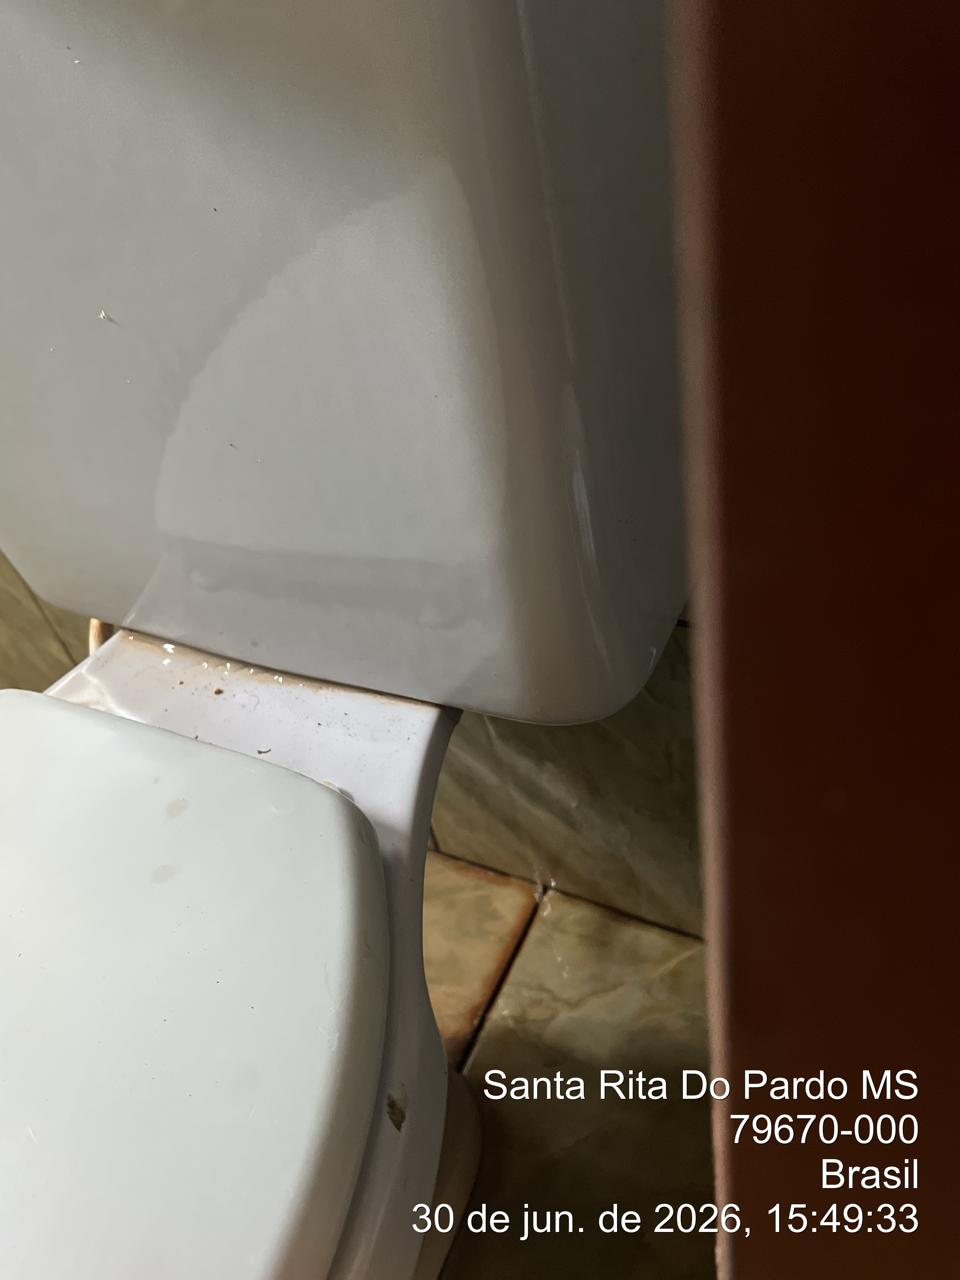 Santa Rita Do Pardo MS
79670-000
Brasil
30 de jun. de 2026, 15:49:33